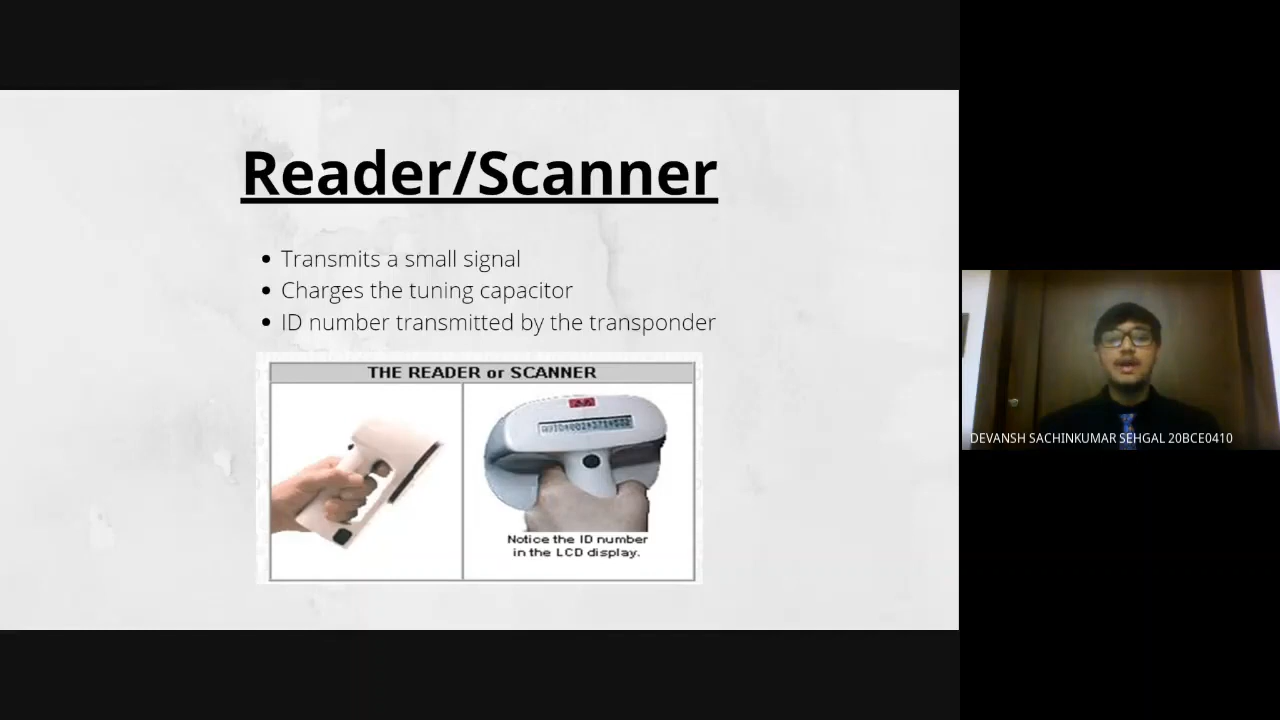 Reader/Scanner
Transmits a small signal
Charges the tuning capacitor
ID number transmitted by the transponder
THE READER or SCANNER
Notice the ID number
in the LCD display.
DEVANSH SACHINKUMAR SEHGAL 20BCE0410